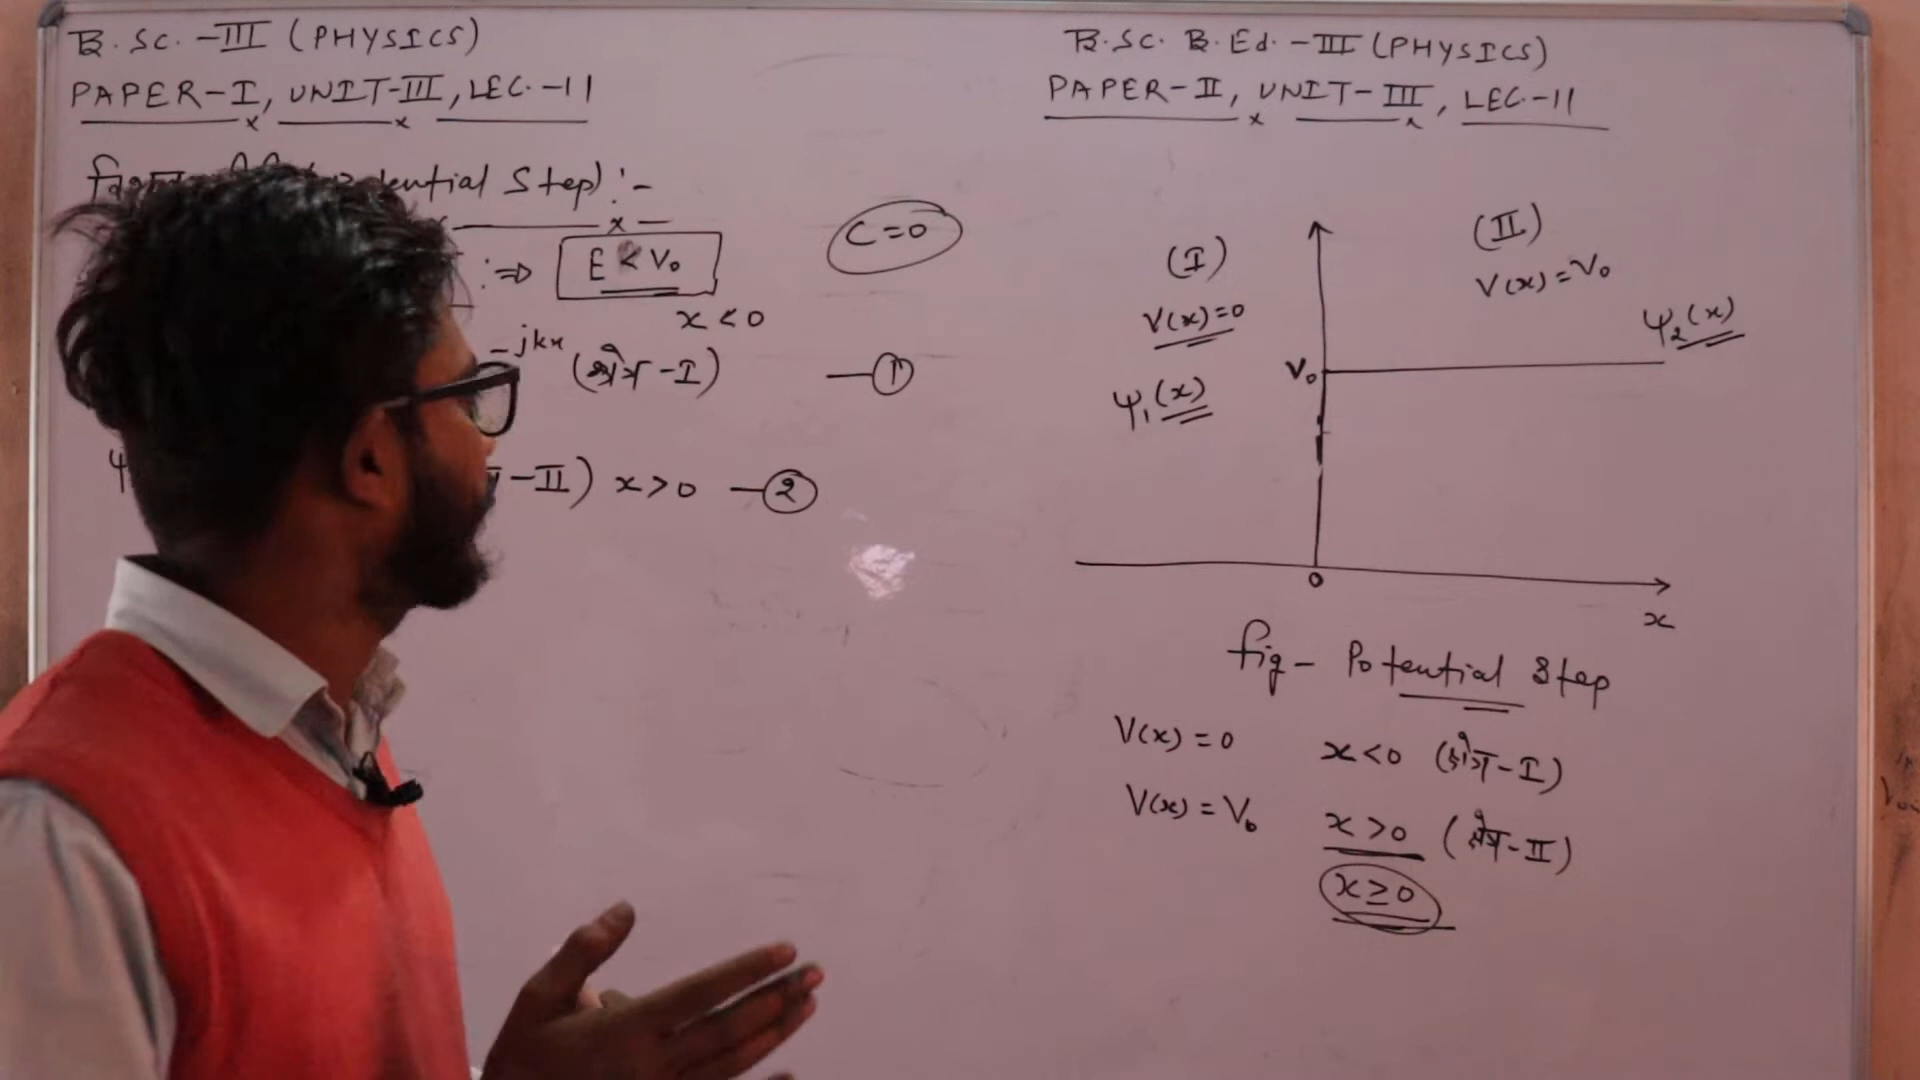 B.SC.-III (PHYSICS)
PAPER-I, UNIT-III, LEC.-11
Step):-
:⇒ E < V₀
x < 0
C=0
-jkx (क्षेत्र-I) —①
-II) x > 0 —②
B.SC. B.Ed.-III (PHYSICS)
PAPER-II, UNIT-III, LEC.-11
(I)
V(x)=0
ψ₁(x)
(II)
V(x)=V₀
ψ₂(x)
V₀
0
x
fig- Potential Step
V(x)=0 x<0 (क्षेत्र-I)
V(x)=V₀ x>0 (क्षेत्र-II)
x≥0